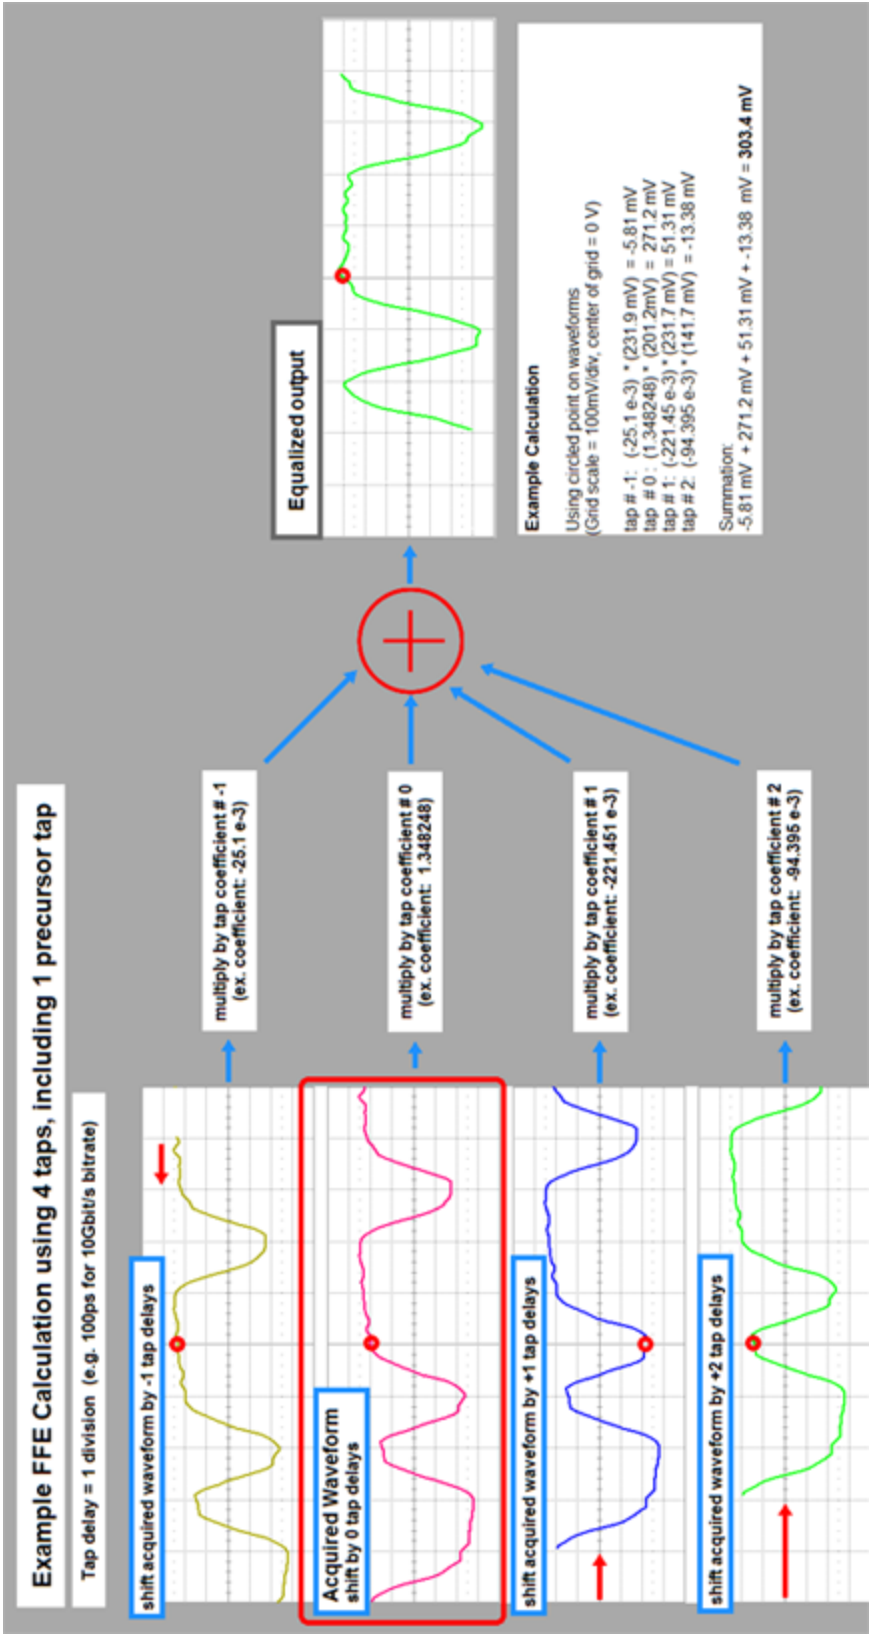 Example FFE Calculation using 4 taps, including 1 precursor tap
Tap delay = 1 division (e.g. 100ps for 10Gbit/s bitrate)
shift acquired waveform by -1 tap delays
multiply by tap coefficient # -1
(ex. coefficient: -25.1 e-3)
Acquired Waveform
shift by 0 tap delays
multiply by tap coefficient # 0
(ex. coefficient: 1.348248)
shift acquired waveform by +1 tap delays
multiply by tap coefficient # 1
(ex. coefficient: -221.451 e-3)
shift acquired waveform by +2 tap delays
multiply by tap coefficient # 2
(ex. coefficient: -94.395 e-3)
Equalized output
Example Calculation
Using circled point on waveforms
(Grid scale = 100mV/div, center of grid = 0 V)
tap # -1: (-25.1 e-3) * (231.9 mV) = -5.81 mV
tap # 0 : (1.348248) * (201.2mV) = 271.2 mV
tap # 1: (-221.45 e-3) * (231.7 mV) = 51.31 mV
tap # 2: (-94.395 e-3) * (141.7 mV) = -13.38 mV
Summation:
-5.81 mV + 271.2 mV + 51.31 mV + -13.38 mV = 303.4 mV